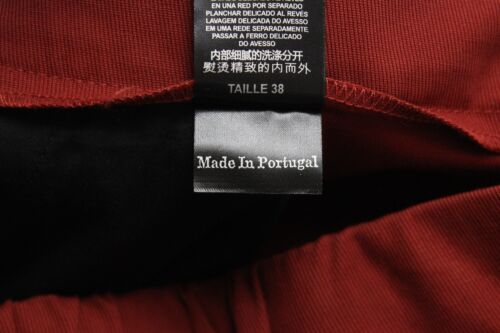 EN UNA RED POR SEPARADO
PLANCHAR DELICADO AL REVÉS
LAVAGEM DELICADA DO AVESSO
EM UMA REDE SEPARADA
PASSAR A FERRO DELICADO
DO AVESSO
内部细腻的洗涤分开
熨烫精致的内而外
TAILLE 38
Made In Portugal